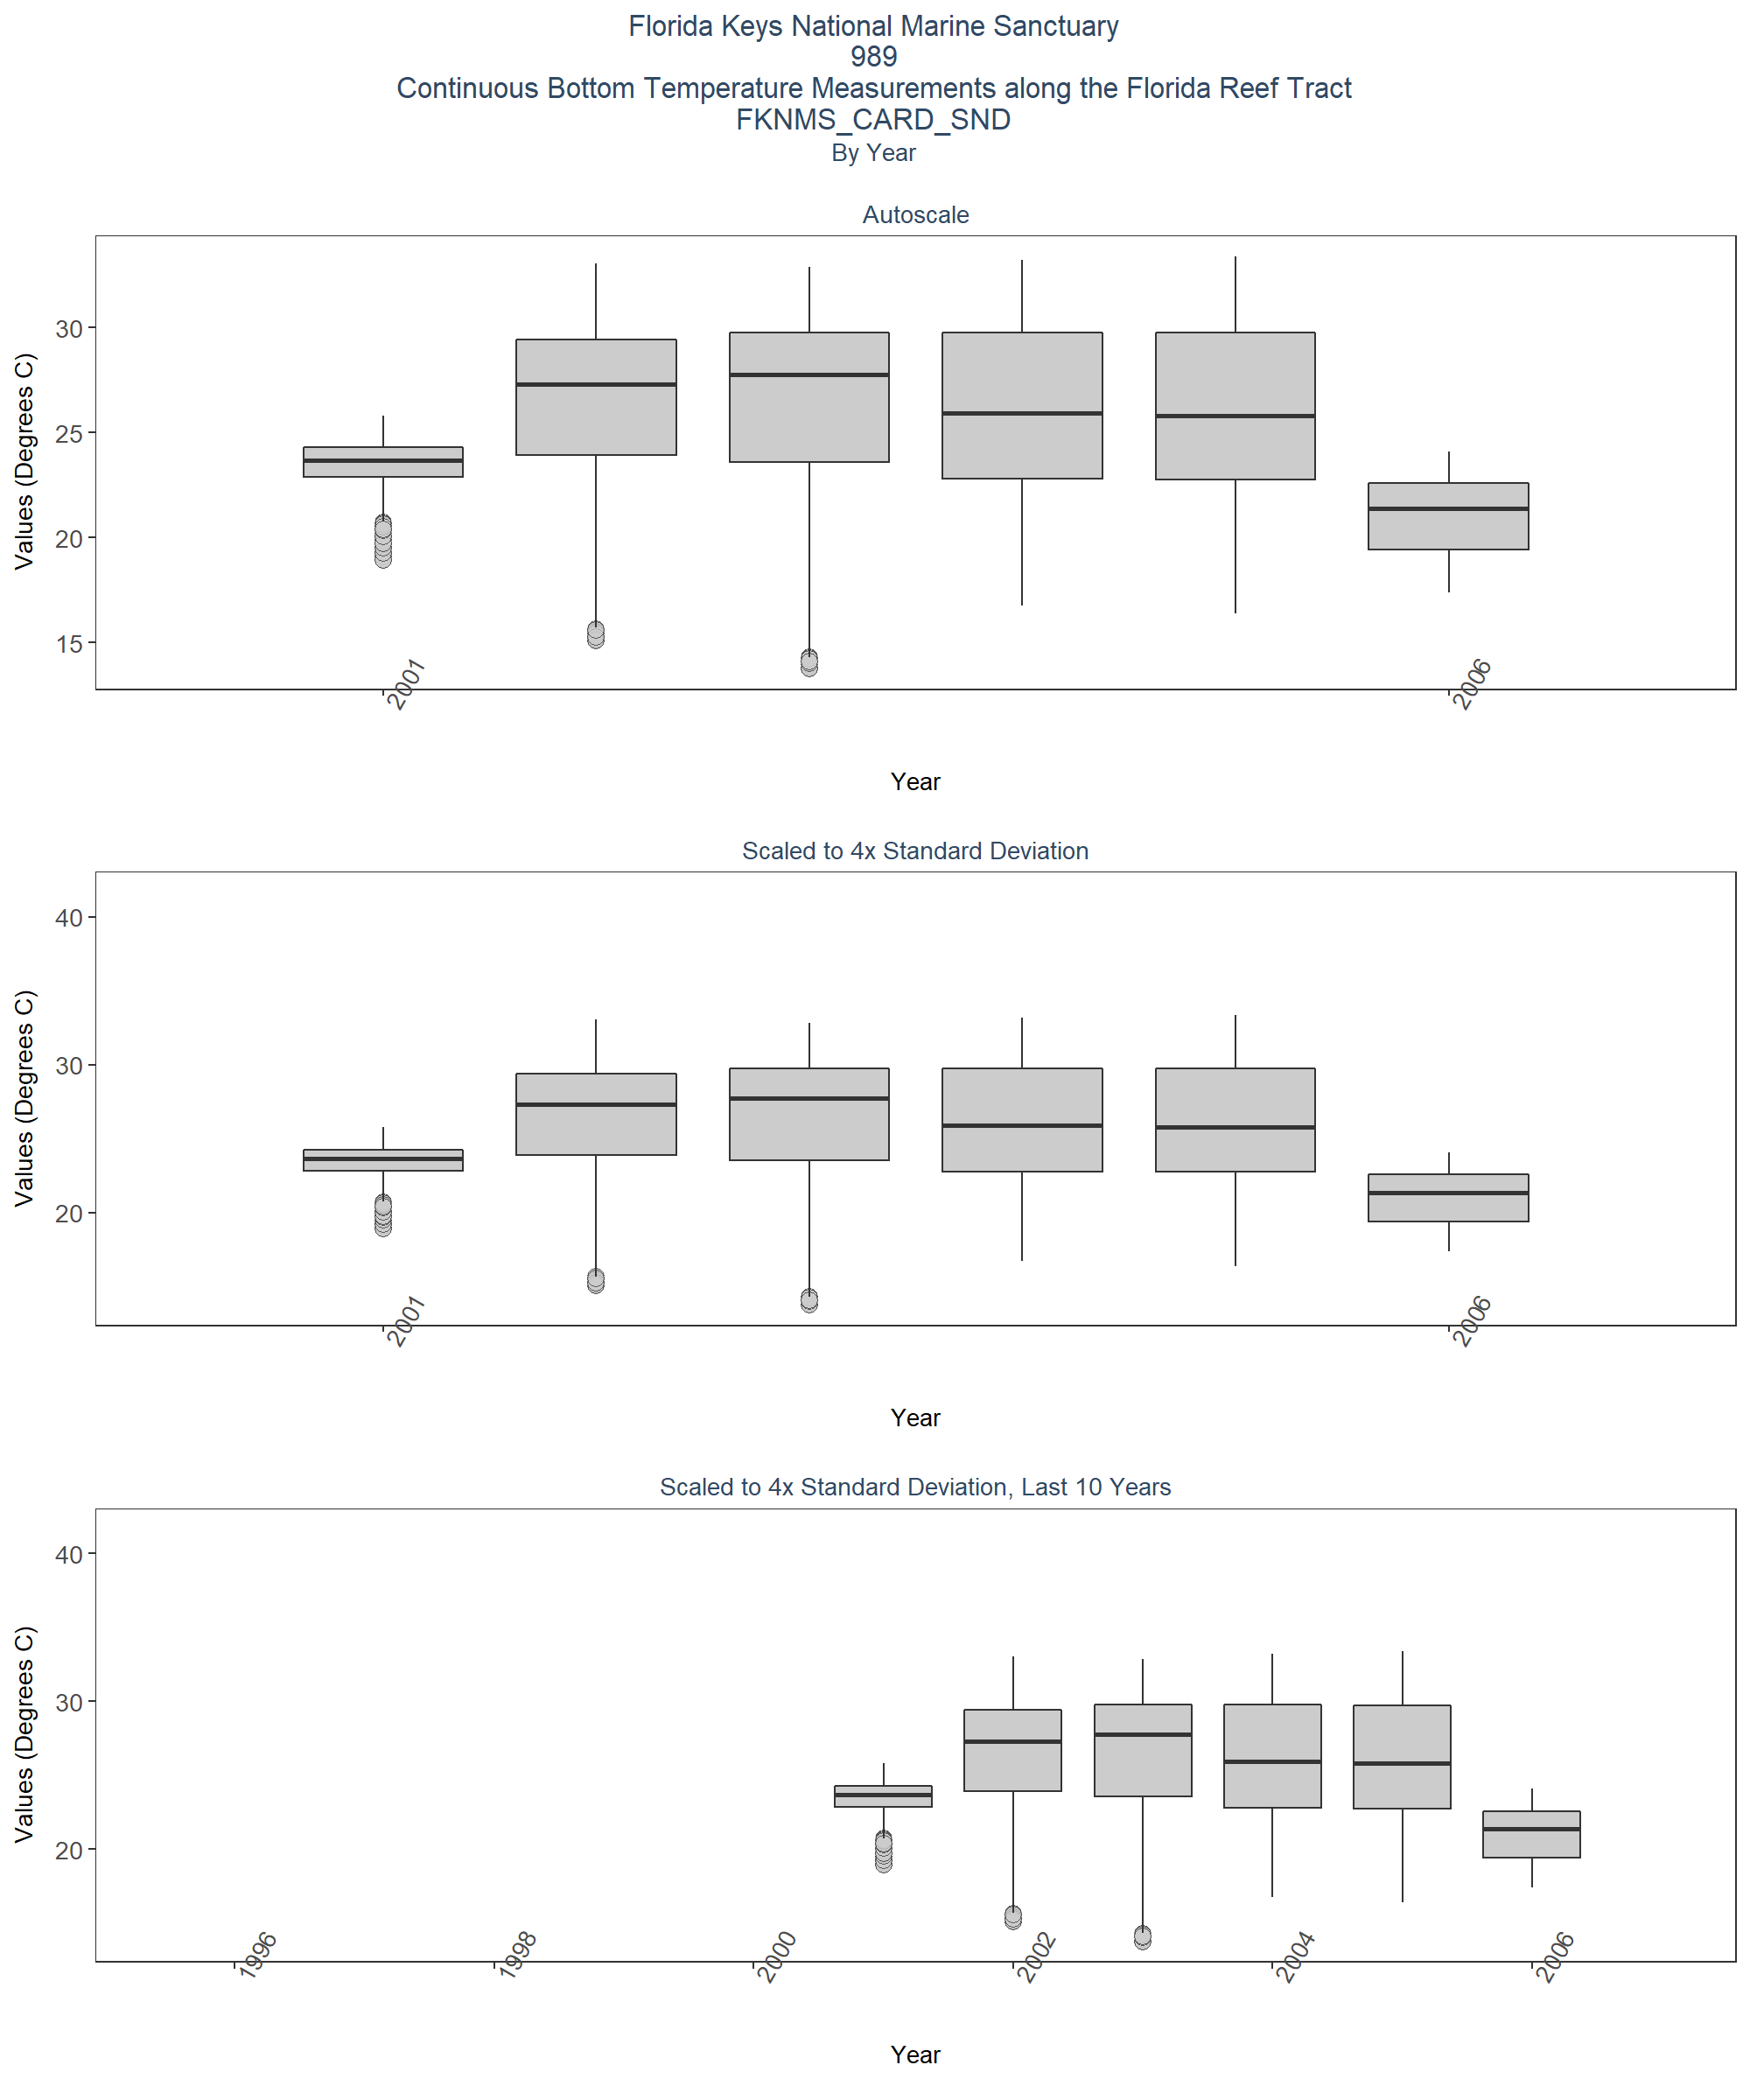 Florida Keys National Marine Sanctuary
989
Continuous Bottom Temperature Measurements along the Florida Reef Tract
FKNMS_CARD_SND
By Year
Autoscale
Values (Degrees C)
30
25
20
15
2001
2006
Year
Scaled to 4x Standard Deviation
Values (Degrees C)
40
30
20
2001
2006
Year
Scaled to 4x Standard Deviation, Last 10 Years
Values (Degrees C)
40
30
20
1996
1998
2000
2002
2004
2006
Year